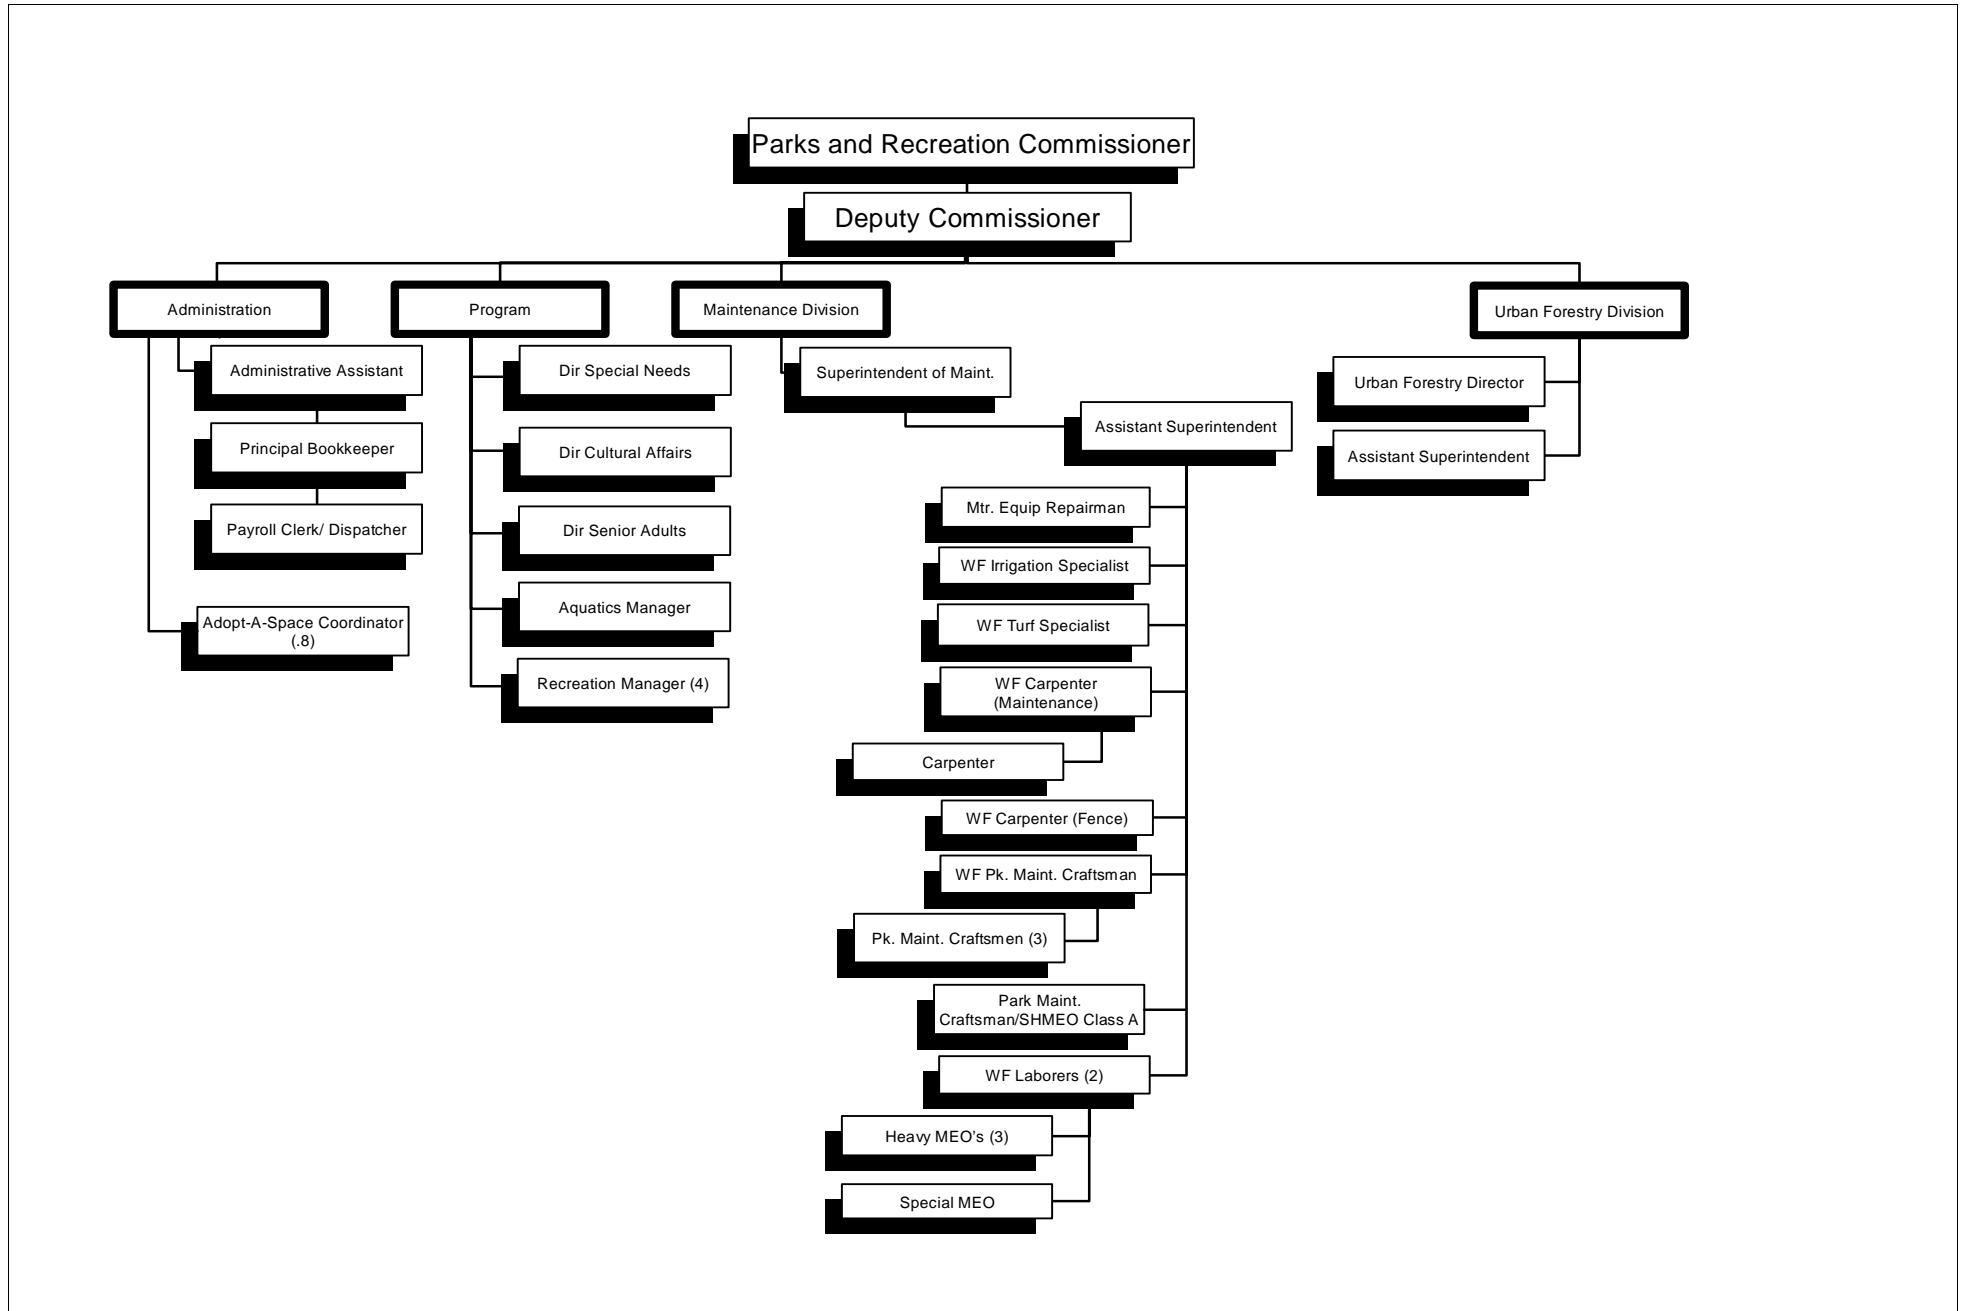 Parks and Recreation Commissioner
Deputy Commissioner
Administration
Program
Maintenance Division
Urban Forestry Division
Administrative Assistant
Principal Bookkeeper
Payroll Clerk/ Dispatcher
Adopt-A-Space Coordinator
(.8)
Dir Special Needs
Dir Cultural Affairs
Dir Senior Adults
Aquatics Manager
Recreation Manager (4)
Superintendent of Maint.
Assistant Superintendent
Mtr. Equip Repairman
WF Irrigation Specialist
WF Turf Specialist
WF Carpenter
(Maintenance)
Carpenter
WF Carpenter (Fence)
WF Pk. Maint. Craftsman
Pk. Maint. Craftsmen (3)
Park Maint.
Craftsman/SHMEO Class A
WF Laborers (2)
Heavy MEO's (3)
Special MEO
Urban Forestry Director
Assistant Superintendent